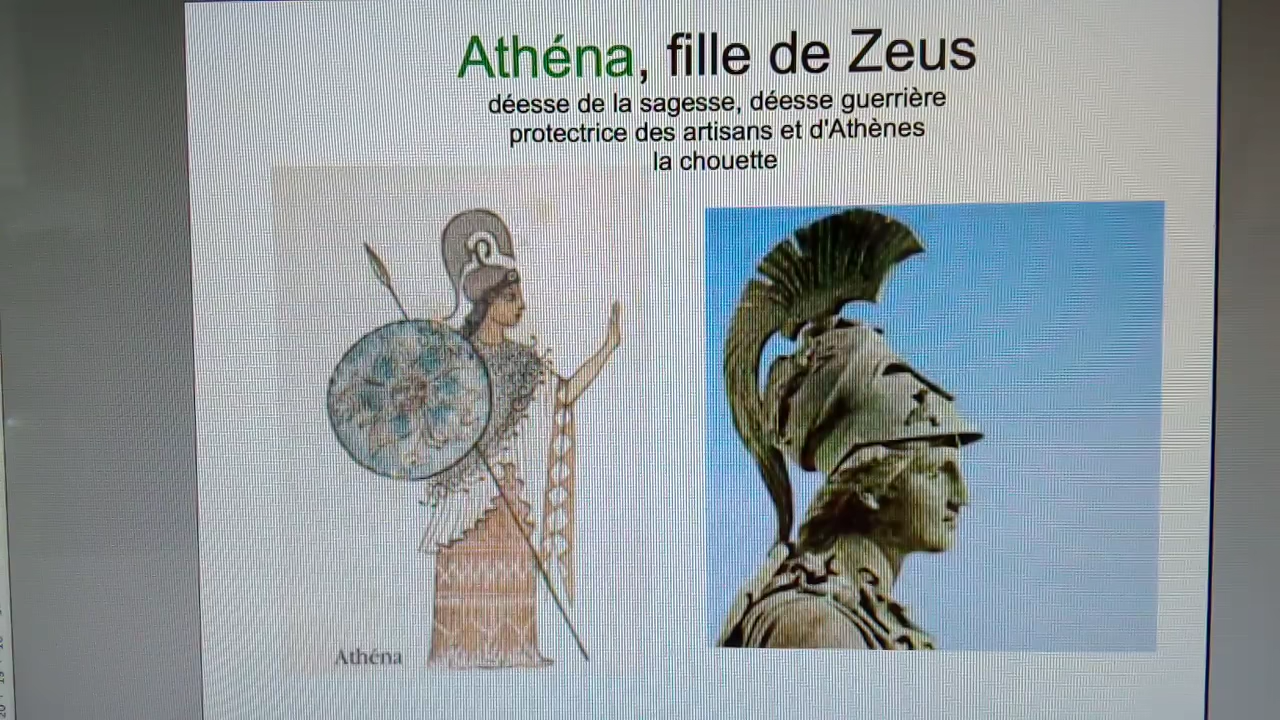 Athéna, fille de Zeus
déesse de la sagesse, déesse guerrière
protectrice des artisans et d'Athènes
la chouette
Athéna